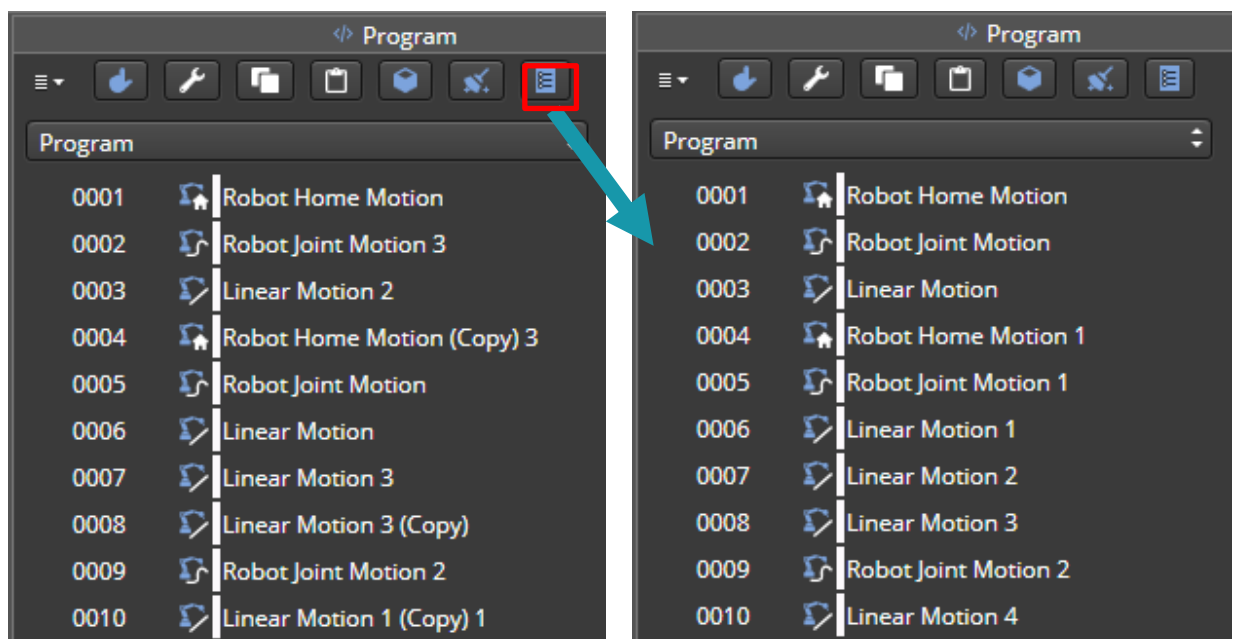 </> Program
Program
0001 Robot Home Motion
0002 Robot Joint Motion 3
0003 Linear Motion 2
0004 Robot Home Motion (Copy) 3
0005 Robot Joint Motion
0006 Linear Motion
0007 Linear Motion 3
0008 Linear Motion 3 (Copy)
0009 Robot Joint Motion 2
0010 Linear Motion 1 (Copy) 1
</> Program
Program
0001 Robot Home Motion
0002 Robot Joint Motion
0003 Linear Motion
0004 Robot Home Motion 1
0005 Robot Joint Motion 1
0006 Linear Motion 1
0007 Linear Motion 2
0008 Linear Motion 3
0009 Robot Joint Motion 2
0010 Linear Motion 4